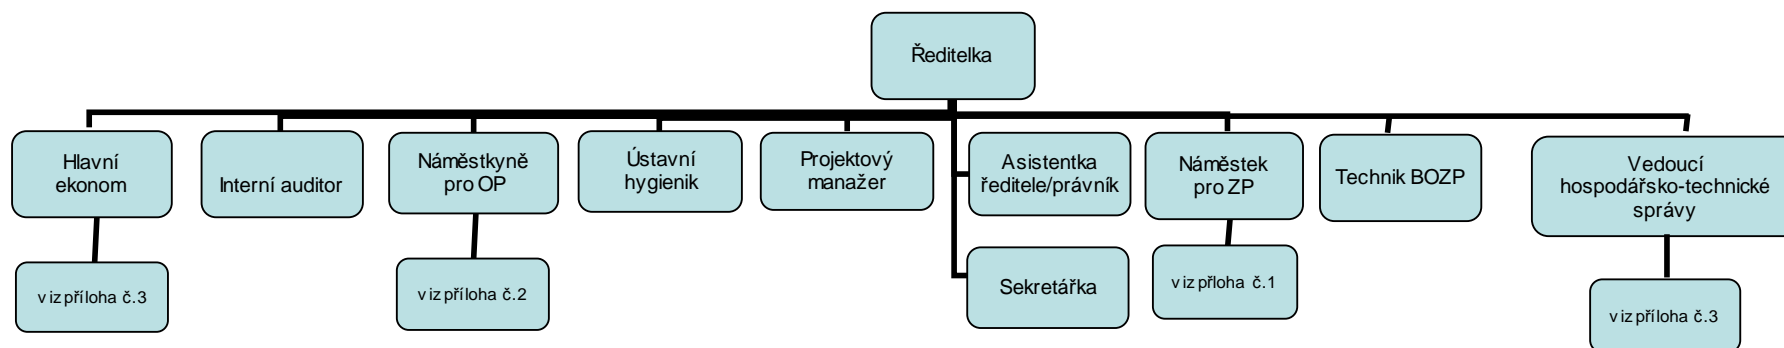 Ředitelka
Hlavní
ekonom
Interní auditor
Náměstkyně
pro OP
Ústavní
hygienik
Projektový
manažer
Asistentka
ředitele/právník
Náměstek
pro ZP
Technik BOZP
Vedoucí
hospodářsko-technické
správy
viz příloha č.3
viz příloha č.2
Sekretářka
viz přloha č.1
viz příloha č.3